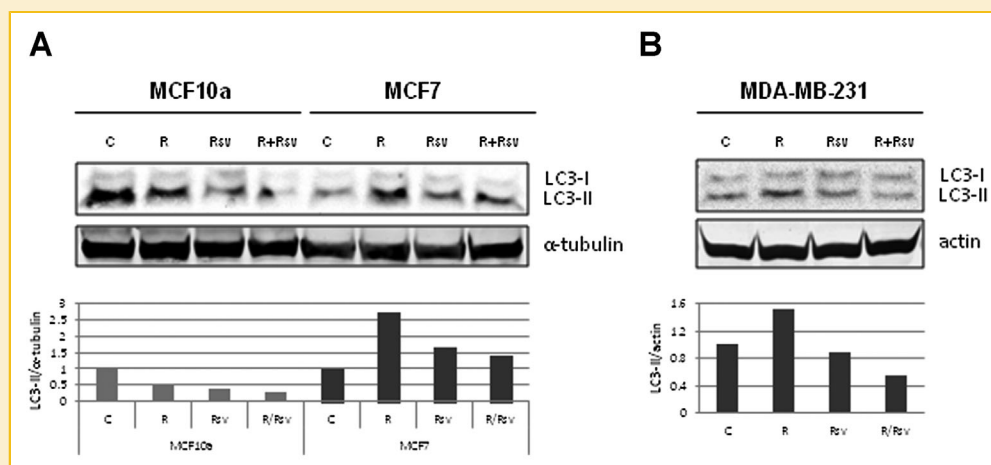 A
B
MCF10a MCF7
MDA-MB-231
C R Rsv R+Rsv C R Rsv R+Rsv
C R Rsv R+Rsv
LC3-I
LC3-II
LC3-I
LC3-II
α-tubulin
actin
LC3-II/α-tubulin
3
2.5
2
1.5
1
0.5
0
C R Rsv R/Rsv C R Rsv R/Rsv
MCF10a MCF7
LC3-II/actin
1.6
1.2
0.8
0.4
0
C R Rsv R/Rsv